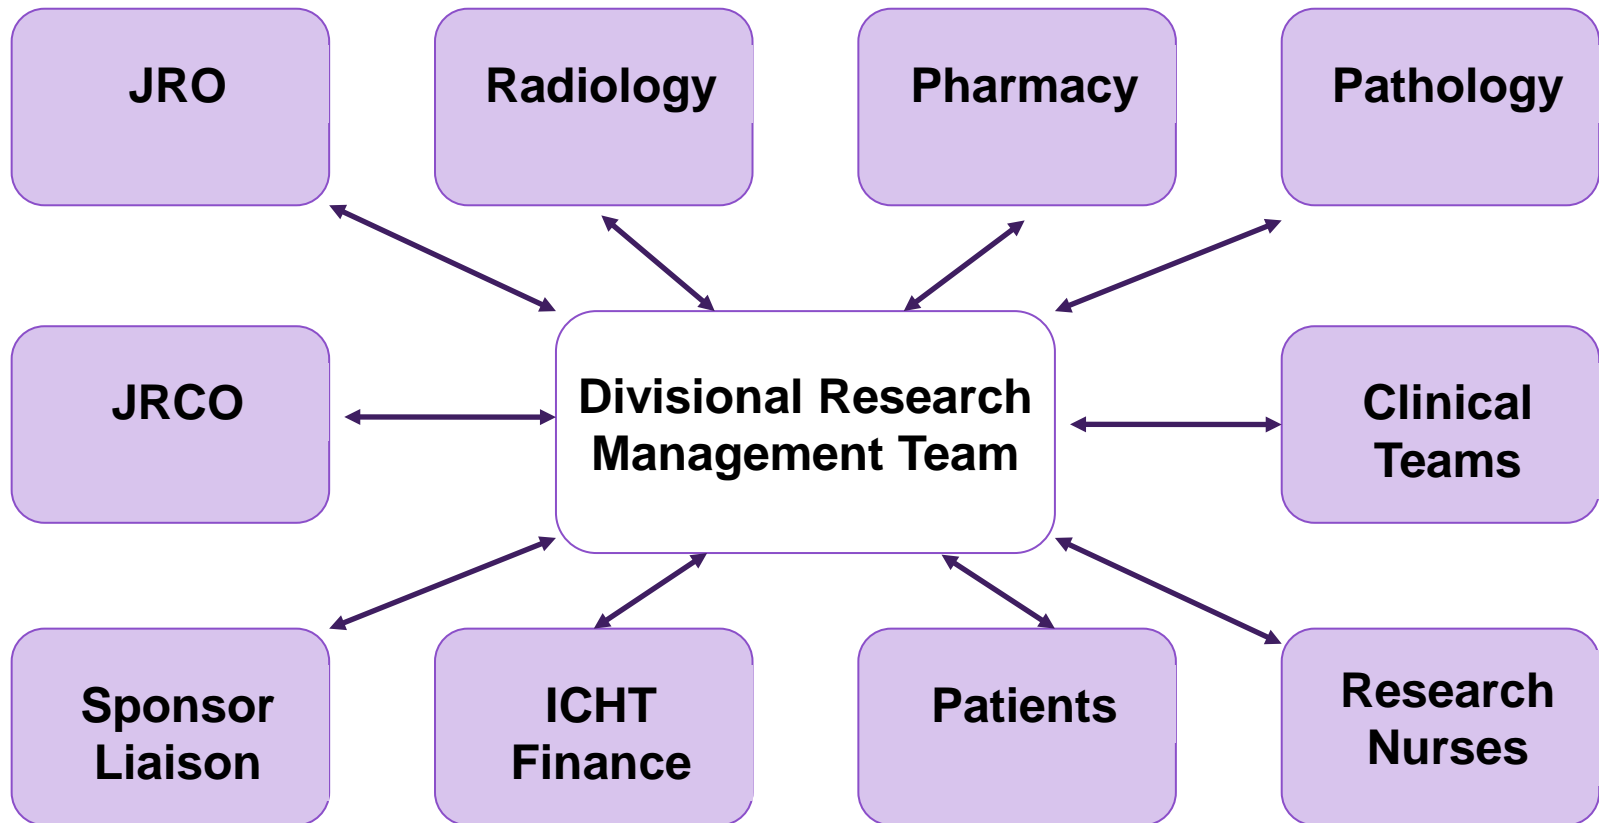 JRO
Radiology
Pharmacy
Pathology
JRCO
Divisional Research
Management Team
Clinical
Teams
Sponsor
Liaison
ICHT
Finance
Patients
Research
Nurses